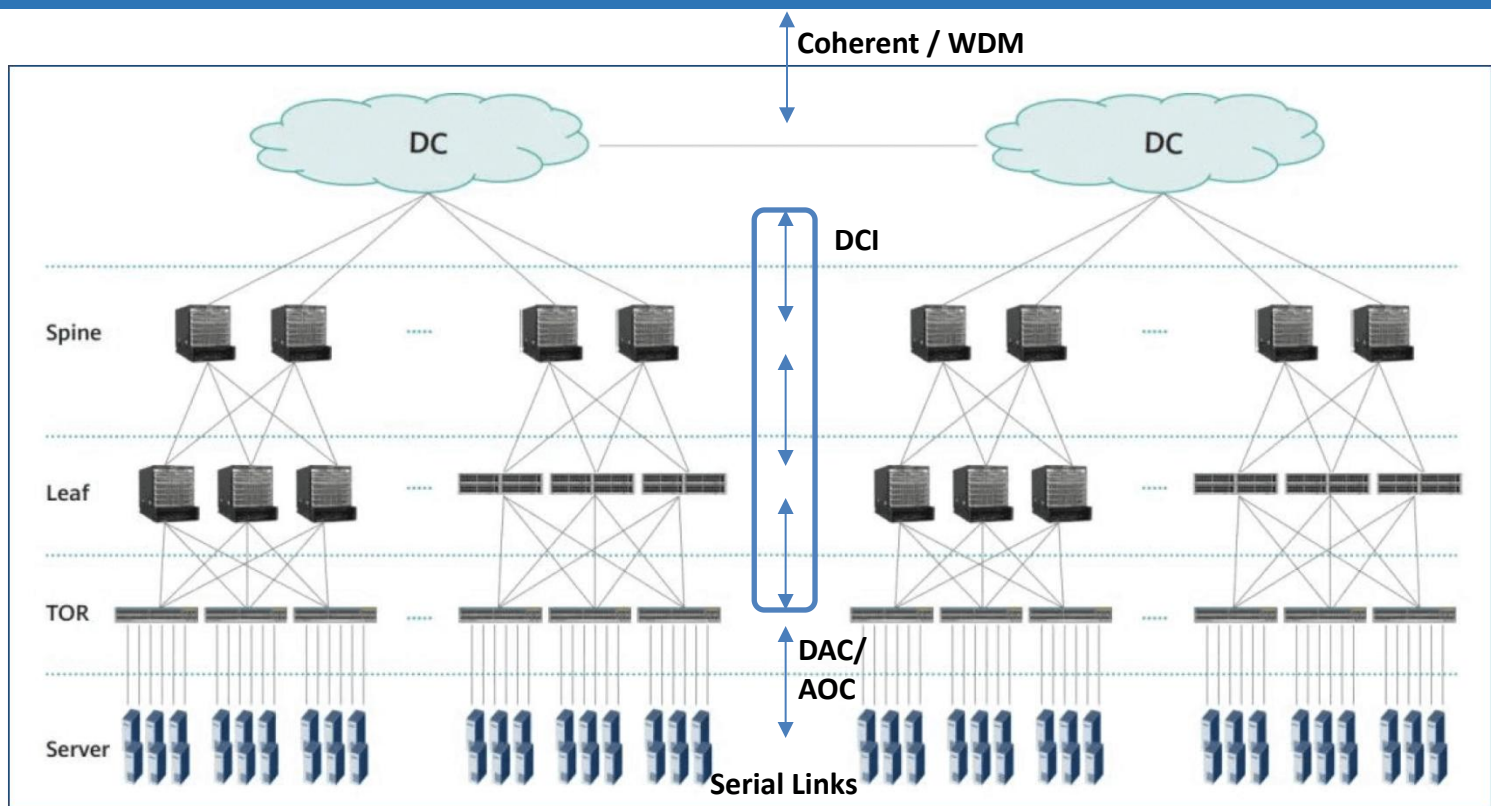 Coherent / WDM
DC
DC
DCI
Spine
.....
.....
.....
Leaf
.....
.....
TOR
.....
.....
DAC/
AOC
Server
Serial Links